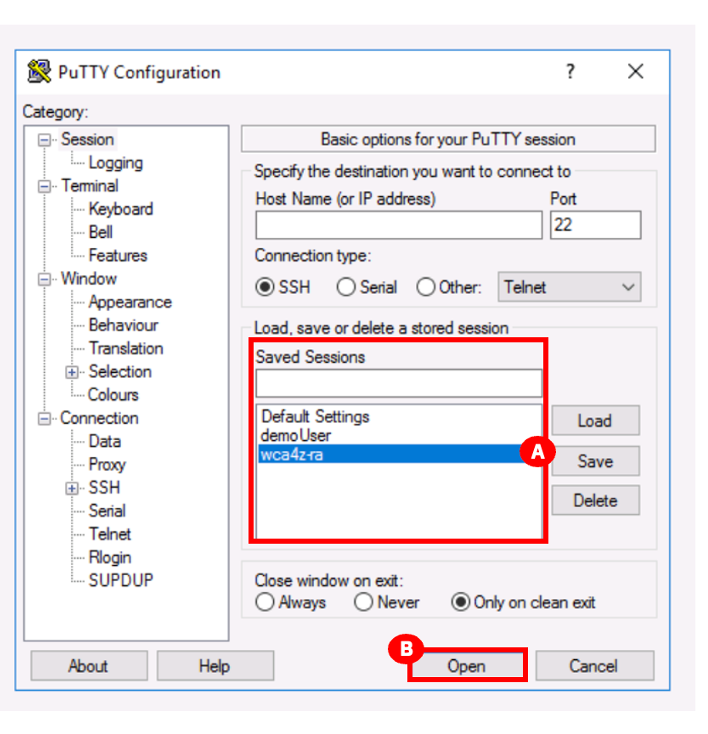 PuTTY Configuration
?
Category:
Session
Logging
Terminal
Keyboard
Bell
Features
Window
Appearance
Behaviour
Translation
Selection
Colours
Connection
Data
Proxy
SSH
Serial
Telnet
Rlogin
SUPDUP
Basic options for your PuTTY session
Specify the destination you want to connect to
Host Name (or IP address) Port
22
Connection type:
SSH Serial Other: Telnet
Load, save or delete a stored session
Saved Sessions
Default Settings
demoUser
wca4z-ra
A
Load
Save
Delete
Close window on exit:
Always Never Only on clean exit
B
About Help Open Cancel